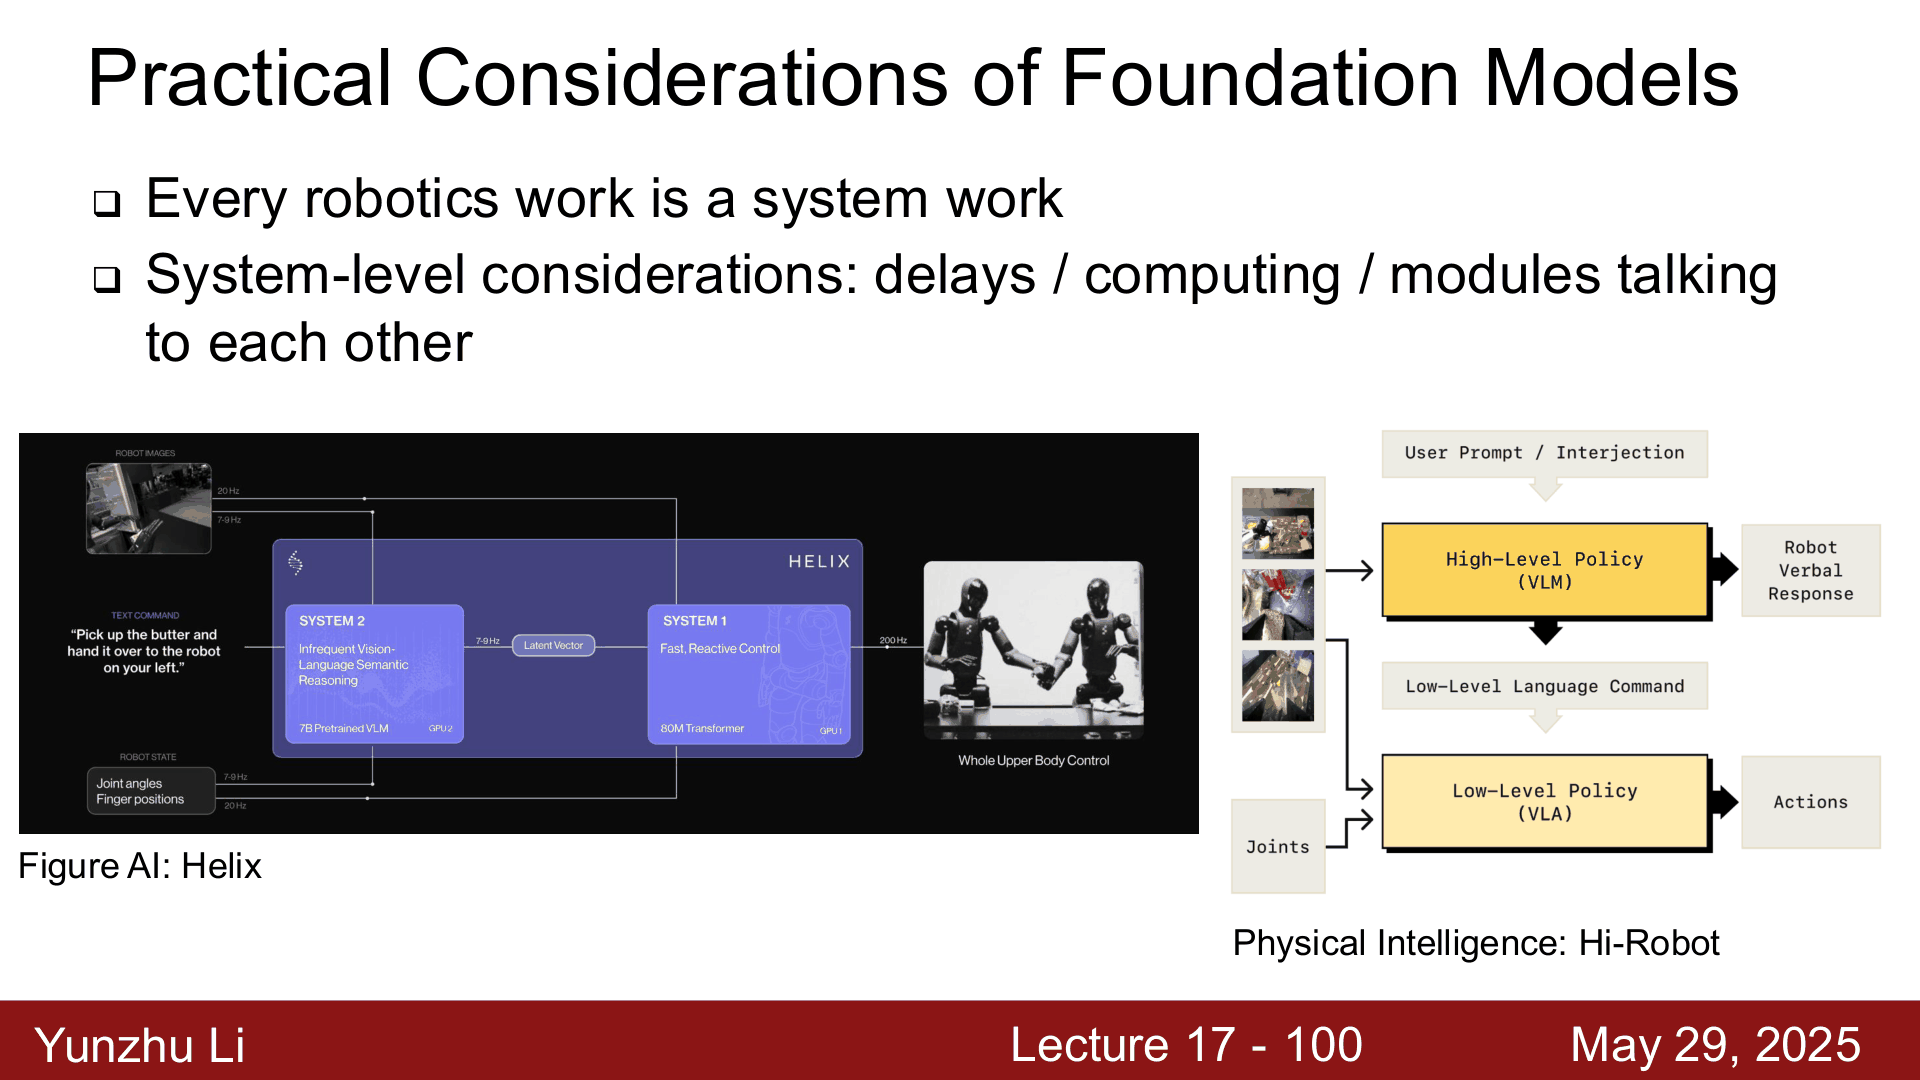 Practical Considerations of Foundation Models
Every robotics work is a system work
System-level considerations: delays / computing / modules talking
to each other
ROBOT IMAGES
20 Hz
7-9 Hz
HELIX
TEXT COMMAND
“Pick up the butter and
hand it over to the robot
on your left.”
SYSTEM 2
Infrequent Vision-
Language Semantic
Reasoning
7B Pretrained VLM
GPU 2
7-9 Hz
Latent Vector
SYSTEM 1
Fast, Reactive Control
80M Transformer
GPU 1
200 Hz
Whole Upper Body Control
ROBOT STATE
Joint angles
Finger positions
7-9 Hz
20 Hz
Figure AI: Helix
User Prompt / Interjection
High-Level Policy
(VLM)
Robot
Verbal
Response
Low-Level Language Command
Low-Level Policy
(VLA)
Actions
Joints
Physical Intelligence: Hi-Robot
Yunzhu Li
Lecture 17 - 100
May 29, 2025